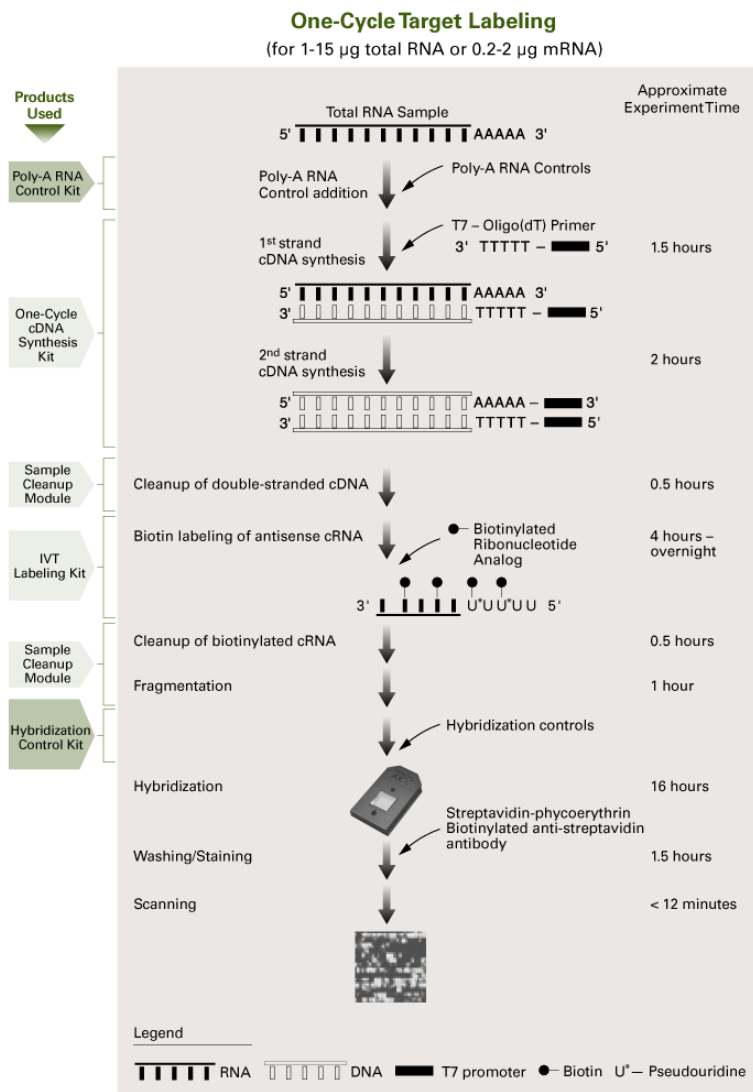 One-Cycle Target Labeling
(for 1-15 µg total RNA or 0.2-2 µg mRNA)
Products
Used
Approximate
Experiment Time
Total RNA Sample
5' AAAAA 3'
Poly-A RNA
Control Kit
Poly-A RNA
Control addition
Poly-A RNA Controls
T7 – Oligo(dT) Primer
3' TTTTT – 5'
1st strand
cDNA synthesis
1.5 hours
5' AAAAA 3'
3' TTTTT – 5'
One-Cycle
cDNA
Synthesis
Kit
2nd strand
cDNA synthesis
2 hours
5' AAAAA – 3'
3' TTTTT – 5'
Sample
Cleanup
Module
Cleanup of double-stranded cDNA
0.5 hours
IVT
Labeling Kit
Biotin labeling of antisense cRNA
Biotinylated
Ribonucleotide
Analog
4 hours –
overnight
3' U*U U*U U 5'
Sample
Cleanup
Module
Cleanup of biotinylated cRNA
0.5 hours
Fragmentation
1 hour
Hybridization
Control Kit
Hybridization controls
Hybridization
16 hours
Streptavidin-phycoerythrin
Biotinylated anti-streptavidin
antibody
Washing/Staining
1.5 hours
Scanning
< 12 minutes
Legend
RNA DNA T7 promoter Biotin U*— Pseudouridine